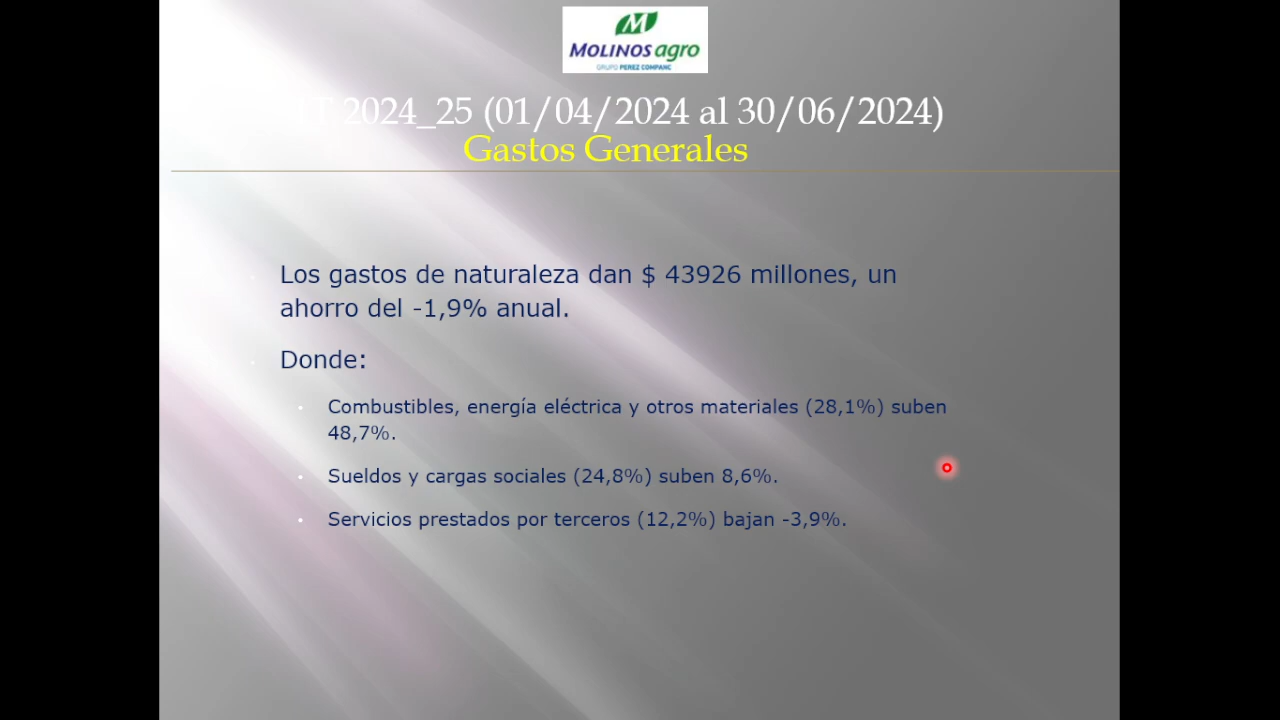 MOLINOS agro
GRUPO PEREZ COMPANC
1T 2024_25 (01/04/2024 al 30/06/2024)
Gastos Generales
Los gastos de naturaleza dan $ 43926 millones, un
ahorro del -1,9% anual.
Donde:
Combustibles, energía eléctrica y otros materiales (28,1%) suben
48,7%.
Sueldos y cargas sociales (24,8%) suben 8,6%.
Servicios prestados por terceros (12,2%) bajan -3,9%.